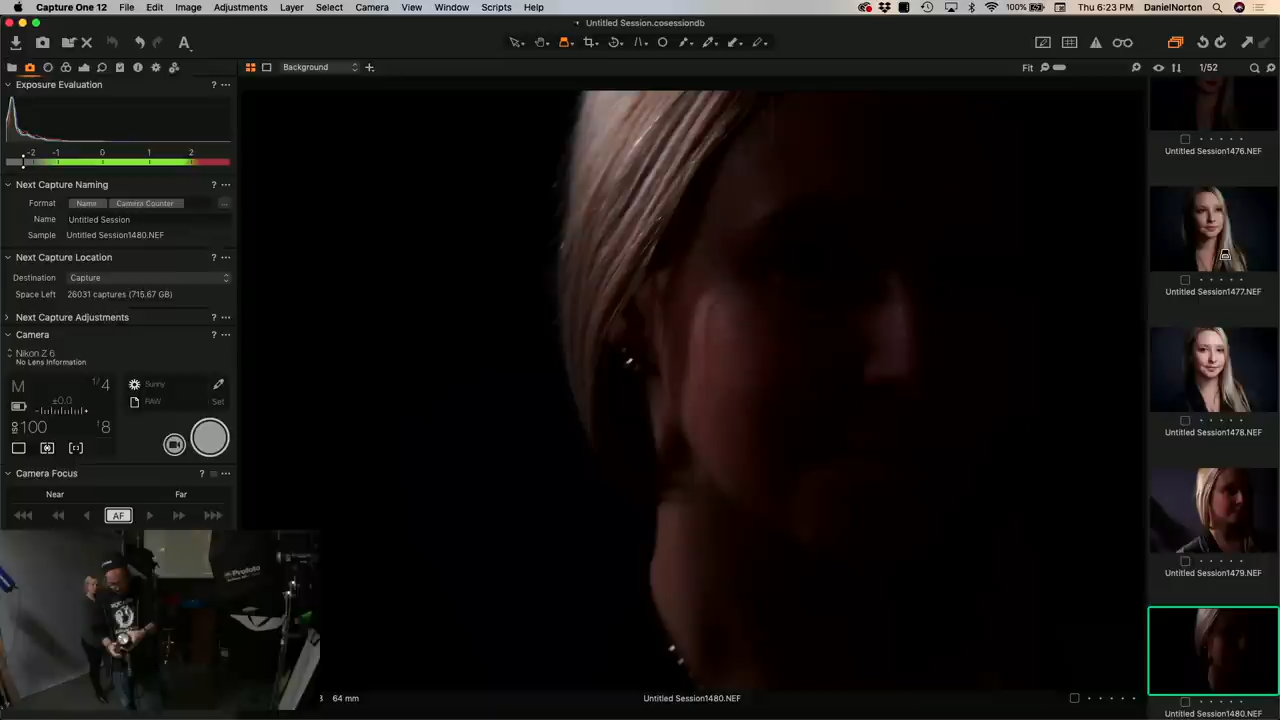 Capture One 12 File Edit View Image Adjustments Layer Select Camera View Window Scripts Help 100% Thu 6:23 PM DanielNorton
Untitled Session.cosessiondb
Background Fit 1/52
Exposure Evaluation
-2 -1 0 1 2
Next Capture Naming
Format Name Camera Counter
Name Untitled Session
Sample Untitled Session1480.NEF
Next Capture Location
Destination Capture
Space Left 26031 captures (715.67 GB)
Next Capture Adjustments
Camera
Nikon Z 6
No Lens Information
M 1/4 Sunny
±0.0 RAW Set
ISO 100 8
Camera Focus
Near Far
AF
Profoto
64 mm Untitled Session1480.NEF
Untitled Session1476.NEF
Untitled Session1477.NEF
Untitled Session1478.NEF
Untitled Session1479.NEF
Untitled Session1480.NEF